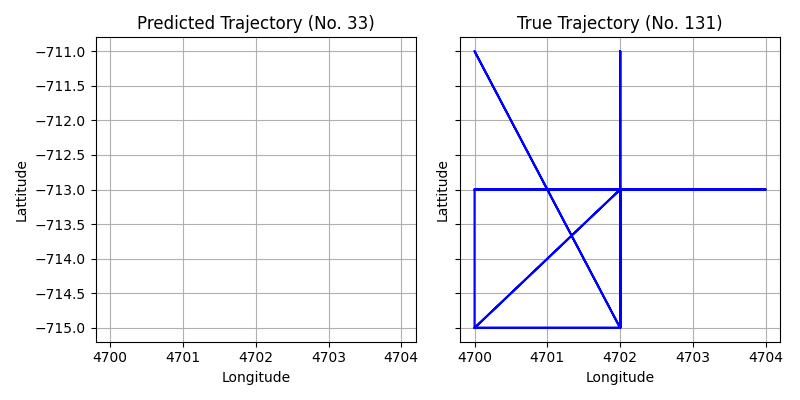 Predicted Trajectory (No. 33)
True Trajectory (No. 131)
Lattitude
−711.0
−711.5
−712.0
−712.5
−713.0
−713.5
−714.0
−714.5
−715.0
4700 4701 4702 4703 4704
Longitude
Lattitude
4700 4701 4702 4703 4704
Longitude